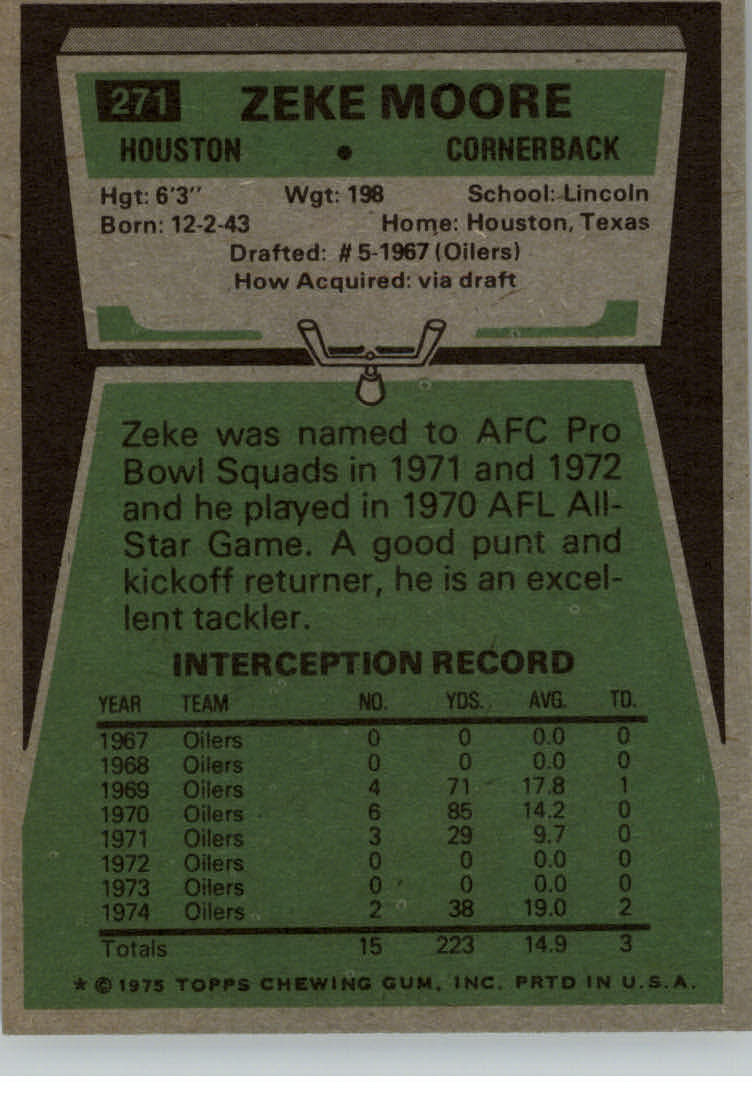 271 ZEKE MOORE
HOUSTON • CORNERBACK
Hgt: 6'3" Wgt: 198 School: Lincoln
Born: 12-2-43 Home: Houston, Texas
Drafted: #5-1967 (Oilers)
How Acquired: via draft
Zeke was named to AFC Pro
Bowl Squads in 1971 and 1972
and he played in 1970 AFL All-
Star Game. A good punt and
kickoff returner, he is an excel-
lent tackler.
INTERCEPTION RECORD
YEAR TEAM NO. YDS. AVG. TD.
1967 Oilers 0 0 0.0 0
1968 Oilers 0 0 0.0 0
1969 Oilers 4 71 17.8 1
1970 Oilers 6 85 14.2 0
1971 Oilers 3 29 9.7 0
1972 Oilers 0 0 0.0 0
1973 Oilers 0 0 0.0 0
1974 Oilers 2 38 19.0 2
Totals 15 223 14.9 3
* © 1975 TOPPS CHEWING GUM, INC. PRTD IN U.S.A.